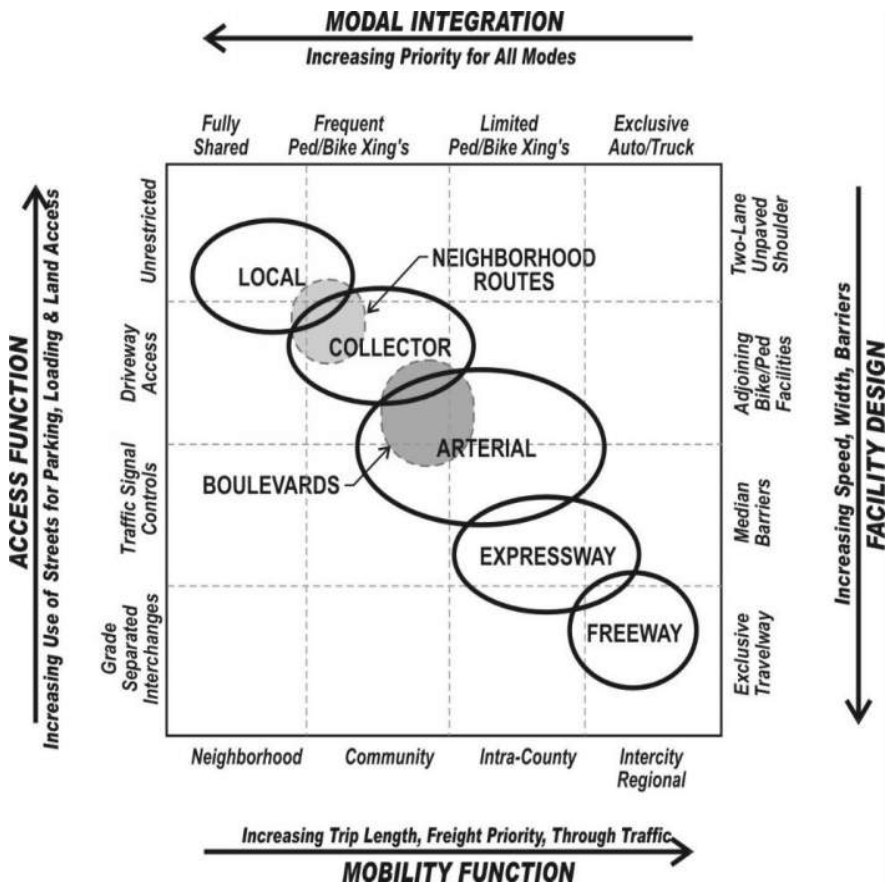 MODAL INTEGRATION
Increasing Priority for All Modes
Fully
Shared
Frequent
Ped/Bike Xing's
Limited
Ped/Bike Xing's
Exclusive
Auto/Truck
ACCESS FUNCTION
Increasing Use of Streets for Parking, Loading & Land Access
Unrestricted
Driveway
Access
Traffic Signal
Controls
Grade
Separated
Interchanges
LOCAL
NEIGHBORHOOD
ROUTES
COLLECTOR
ARTERIAL
BOULEVARDS
EXPRESSWAY
FREEWAY
Two-Lane
Unpaved
Shoulder
Adjoining
Bike/Ped
Facilities
Median
Barriers
Exclusive
Travelway
Increasing Speed, Width, Barriers
FACILITY DESIGN
Neighborhood
Community
Intra-County
Intercity
Regional
Increasing Trip Length, Freight Priority, Through Traffic
MOBILITY FUNCTION